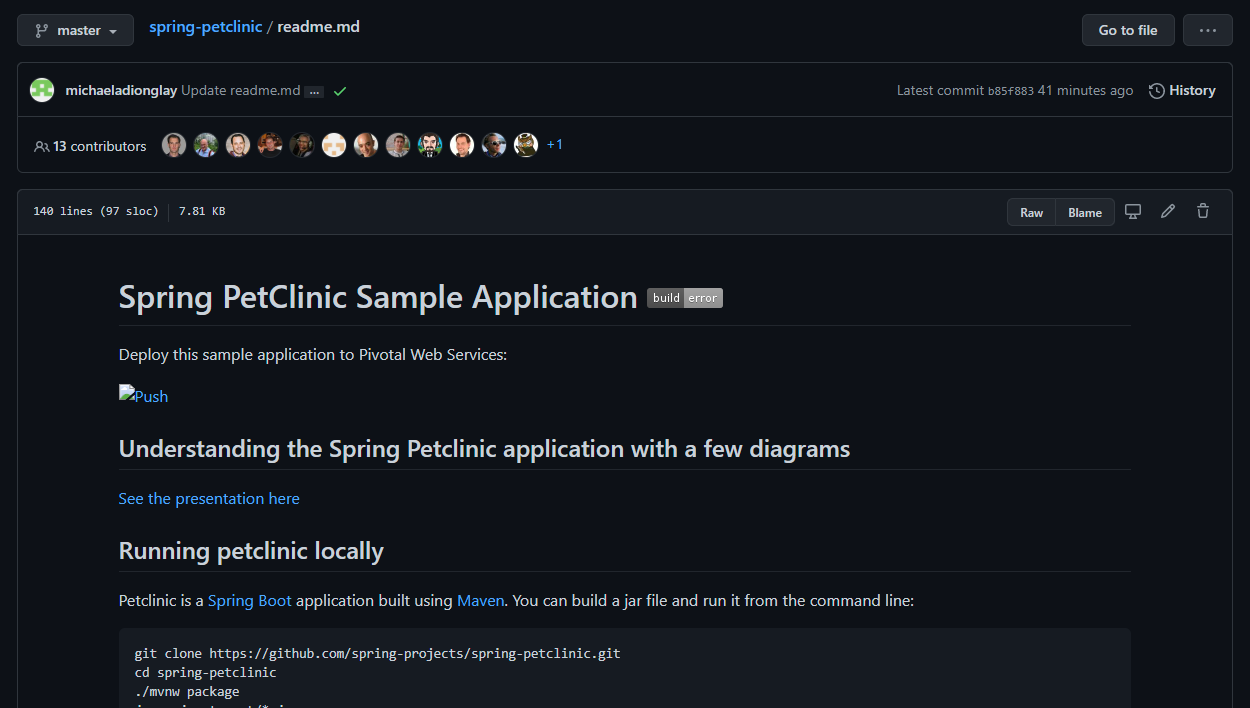 master spring-petclinic / readme.md Go to file ...
michaeladionglay Update readme.md ... Latest commit b85f883 41 minutes ago History
13 contributors +1
140 lines (97 sloc) 7.81 KB Raw Blame
Spring PetClinic Sample Application build error
Deploy this sample application to Pivotal Web Services:
Push
Understanding the Spring Petclinic application with a few diagrams
See the presentation here
Running petclinic locally
Petclinic is a Spring Boot application built using Maven. You can build a jar file and run it from the command line:
git clone https://github.com/spring-projects/spring-petclinic.git
cd spring-petclinic
./mvnw package